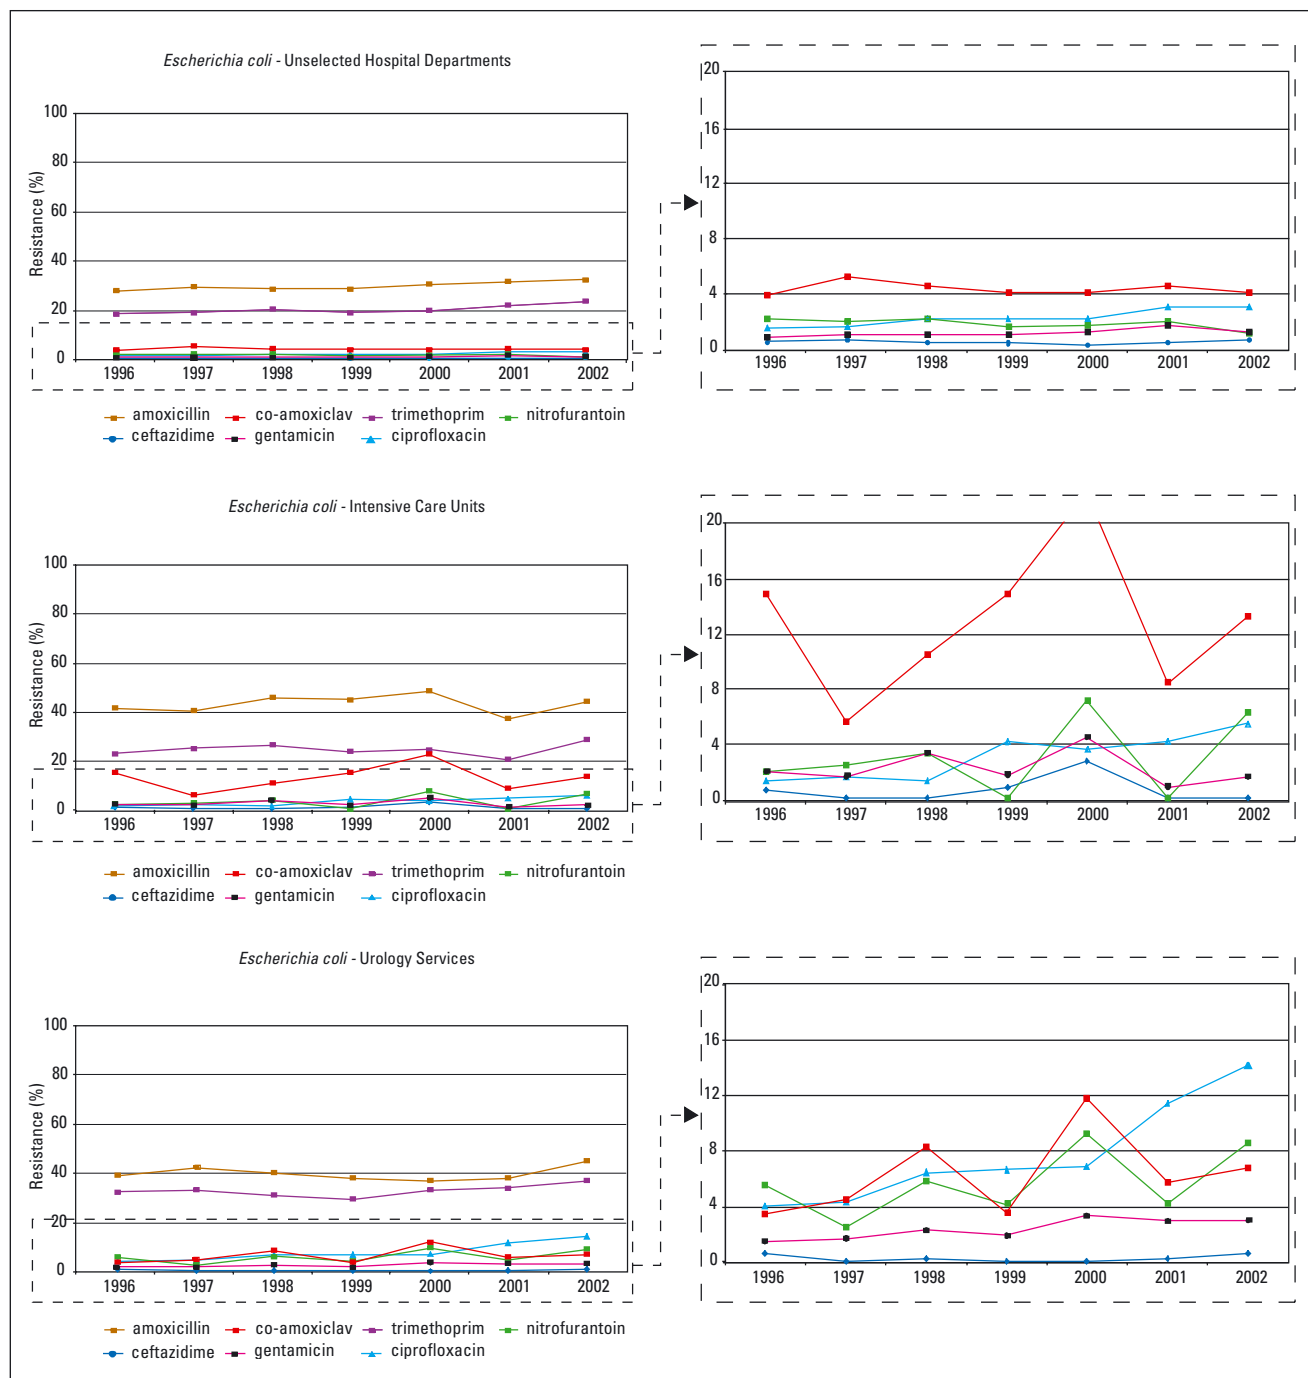 Escherichia coli - Unselected Hospital Departments
Resistance (%)
100
80
60
40
20
0
1996 1997 1998 1999 2000 2001 2002
amoxicillin co-amoxiclav trimethoprim nitrofurantoin
ceftazidime gentamicin ciprofloxacin
20
16
12
8
4
0
1996 1997 1998 1999 2000 2001 2002
Escherichia coli - Intensive Care Units
Resistance (%)
100
80
60
40
20
0
1996 1997 1998 1999 2000 2001 2002
amoxicillin co-amoxiclav trimethoprim nitrofurantoin
ceftazidime gentamicin ciprofloxacin
20
16
12
8
4
0
1996 1997 1998 1999 2000 2001 2002
Escherichia coli - Urology Services
Resistance (%)
100
80
60
40
20
0
1996 1997 1998 1999 2000 2001 2002
amoxicillin co-amoxiclav trimethoprim nitrofurantoin
ceftazidime gentamicin ciprofloxacin
20
16
12
8
4
0
1996 1997 1998 1999 2000 2001 2002